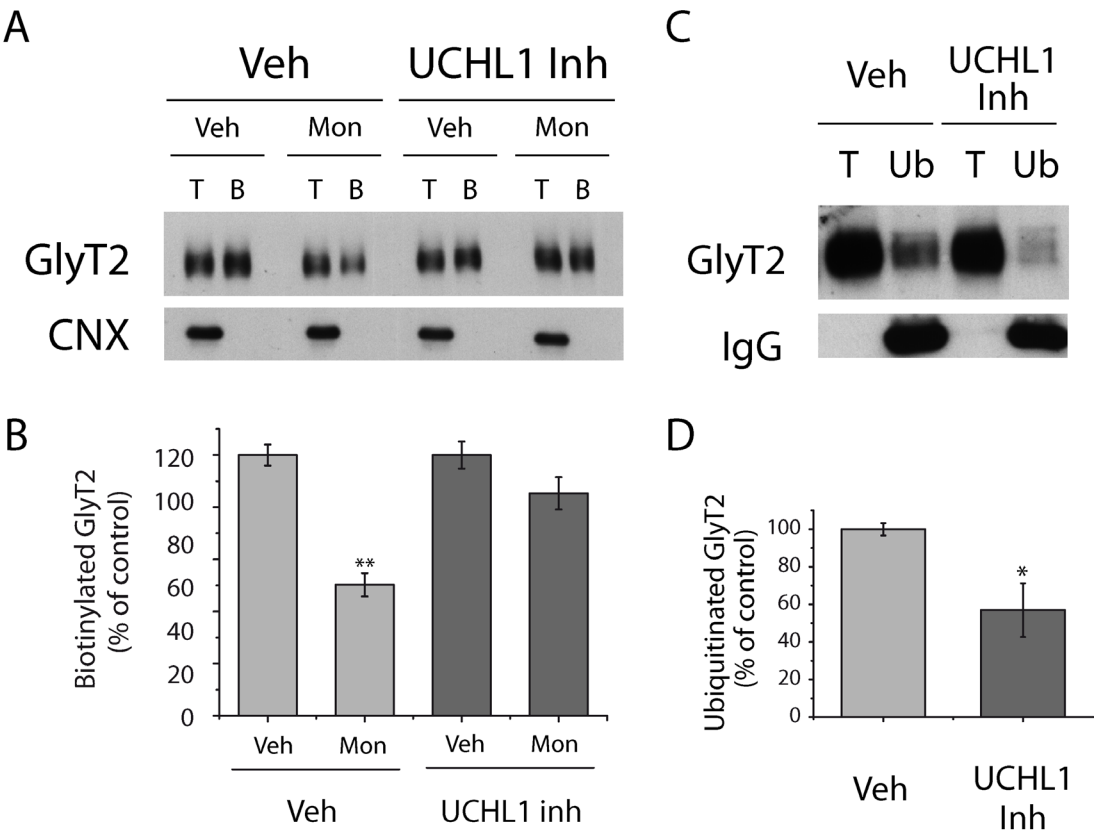 A
Veh UCHL1 Inh
Veh Mon Veh Mon
T B T B T B T B
GlyT2
CNX
B
Biotinylated GlyT2
(% of control)
120
100
80
60
40
20
0
**
Veh Mon Veh Mon
Veh UCHL1 inh
C
Veh UCHL1
Inh
T Ub T Ub
GlyT2
IgG
D
Ubiquitinated GlyT2
(% of control)
100
80
60
40
20
0
*
Veh UCHL1
Inh